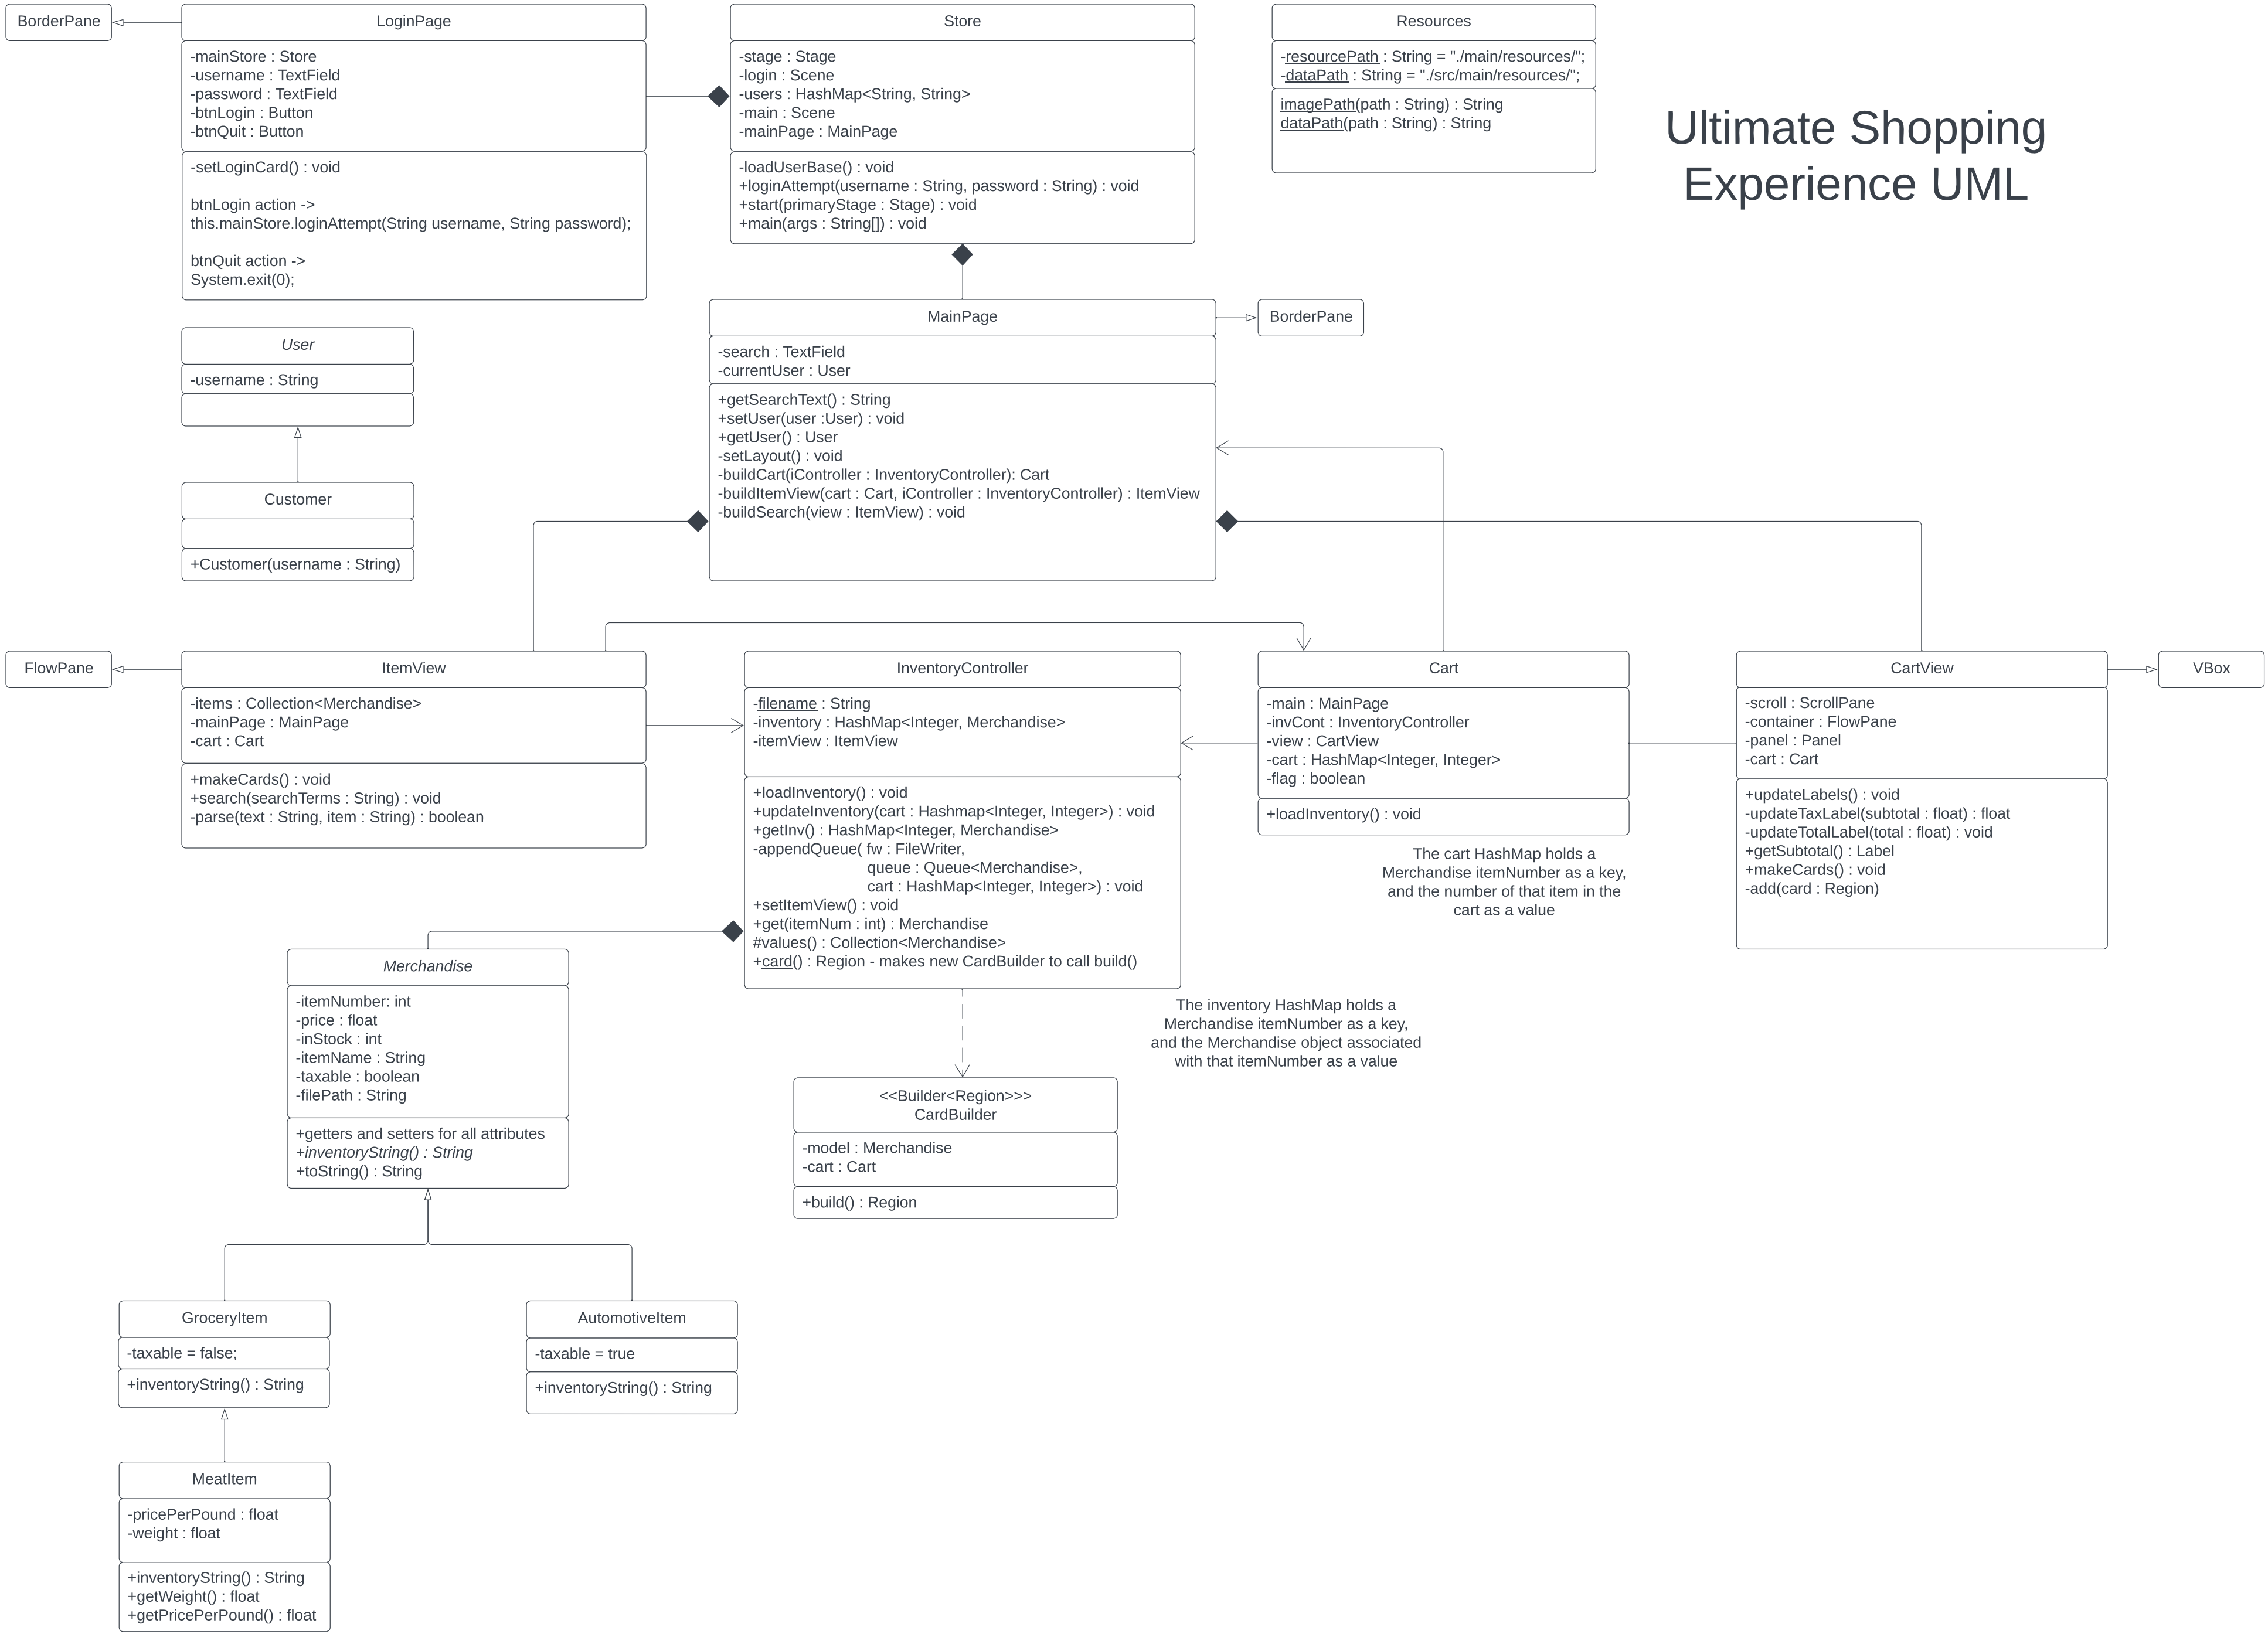 BorderPane
LoginPage
-mainStore : Store
-username : TextField
-password : TextField
-btnLogin : Button
-btnQuit : Button
-setLoginCard() : void
btnLogin action ->
this.mainStore.loginAttempt(String username, String password);
btnQuit action ->
System.exit(0);
Store
-stage : Stage
-login : Scene
-users : HashMap<String, String>
-main : Scene
-mainPage : MainPage
-loadUserBase() : void
+loginAttempt(username : String, password : String) : void
+start(primaryStage : Stage) : void
+main(args : String[]) : void
Resources
-resourcePath : String = "./main/resources/";
-dataPath : String = "./src/main/resources/";
imagePath(path : String) : String
dataPath(path : String) : String
Ultimate Shopping
Experience UML
User
-username : String
Customer
+Customer(username : String)
MainPage
-search : TextField
-currentUser : User
+getSearchText() : String
+setUser(user :User) : void
+getUser() : User
-setLayout() : void
-buildCart(iController : InventoryController): Cart
-buildItemView(cart : Cart, iController : InventoryController) : ItemView
-buildSearch(view : ItemView) : void
BorderPane
FlowPane
ItemView
-items : Collection<Merchandise>
-mainPage : MainPage
-cart : Cart
+makeCards() : void
+search(searchTerms : String) : void
-parse(text : String, item : String) : boolean
InventoryController
-filename : String
-inventory : HashMap<Integer, Merchandise>
-itemView : ItemView
+loadInventory() : void
+updateInventory(cart : Hashmap<Integer, Integer>) : void
+getInv() : HashMap<Integer, Merchandise>
-appendQueue( fw : FileWriter,
queue : Queue<Merchandise>,
cart : HashMap<Integer, Integer>) : void
+setItemView() : void
+get(itemNum : int) : Merchandise
#values() : Collection<Merchandise>
+card() : Region - makes new CardBuilder to call build()
Cart
-main : MainPage
-invCont : InventoryController
-view : CartView
-cart : HashMap<Integer, Integer>
-flag : boolean
+loadInventory() : void
The cart HashMap holds a
Merchandise itemNumber as a key,
and the number of that item in the
cart as a value
CartView
-scroll : ScrollPane
-container : FlowPane
-panel : Panel
-cart : Cart
+updateLabels() : void
-updateTaxLabel(subtotal : float) : float
-updateTotalLabel(total : float) : void
+getSubtotal() : Label
+makeCards() : void
-add(card : Region)
VBox
Merchandise
-itemNumber: int
-price : float
-inStock : int
-itemName : String
-taxable : boolean
-filePath : String
+getters and setters for all attributes
+inventoryString() : String
+toString() : String
The inventory HashMap holds a
Merchandise itemNumber as a key,
and the Merchandise object associated
with that itemNumber as a value
<<Builder<Region>>>
CardBuilder
-model : Merchandise
-cart : Cart
+build() : Region
GroceryItem
-taxable = false;
+inventoryString() : String
AutomotiveItem
-taxable = true
+inventoryString() : String
MeatItem
-pricePerPound : float
-weight : float
+inventoryString() : String
+getWeight() : float
+getPricePerPound() : float